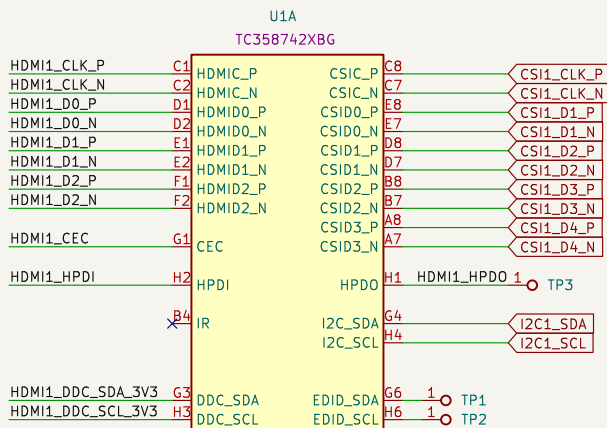 U1A
TC358742XBG
HDMI1_CLK_P C1 HDMIC_P CSIC_P C8 CSI1_CLK_P
HDMI1_CLK_N C2 HDMIC_N CSIC_N C7 CSI1_CLK_N
HDMI1_D0_P D1 HDMID0_P CSID0_P E8 CSI1_D1_P
HDMI1_D0_N D2 HDMID0_N CSID0_N E7 CSI1_D1_N
HDMI1_D1_P E1 HDMID1_P CSID1_P D8 CSI1_D2_P
HDMI1_D1_N E2 HDMID1_N CSID1_N D7 CSI1_D2_N
HDMI1_D2_P F1 HDMID2_P CSID2_P B8 CSI1_D3_P
HDMI1_D2_N F2 HDMID2_N CSID2_N B7 CSI1_D3_N
CSID3_P A8 CSI1_D4_P
HDMI1_CEC G1 CEC CSID3_N A7 CSI1_D4_N
HDMI1_HPDI H2 HPDI HPDO H1 HDMI1_HPDO 1 TP3
B4 IR I2C_SDA G4 I2C1_SDA
I2C_SCL H4 I2C1_SCL
HDMI1_DDC_SDA_3V3 G3 DDC_SDA EDID_SDA G6 1 TP1
HDMI1_DDC_SCL_3V3 H3 DDC_SCL EDID_SCL H6 1 TP2